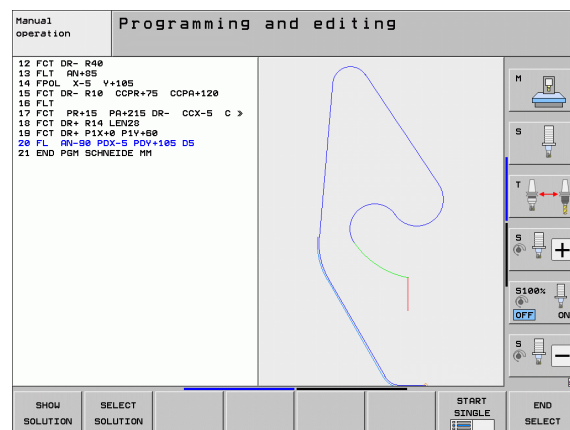 Manual
operation
Programming and editing
12 FCT DR- R40
13 FLT AN+85
14 FPOL X-5 Y+105
15 FCT DR- R10 CCPR+75 CCPA+120
16 FLT
17 FCT PR+15 PA+215 DR- CCX-5 C »
18 FCT DR+ R14 LEN28
19 FCT DR+ P1X+0 P1Y+60
20 FL AN-90 PDX-5 PDY+105 D5
21 END PGM SCHNEIDE MM
M
S
T
S
+
S100%
OFF ON
S
-
SHOW
SOLUTION
SELECT
SOLUTION
START
SINGLE
END
SELECT